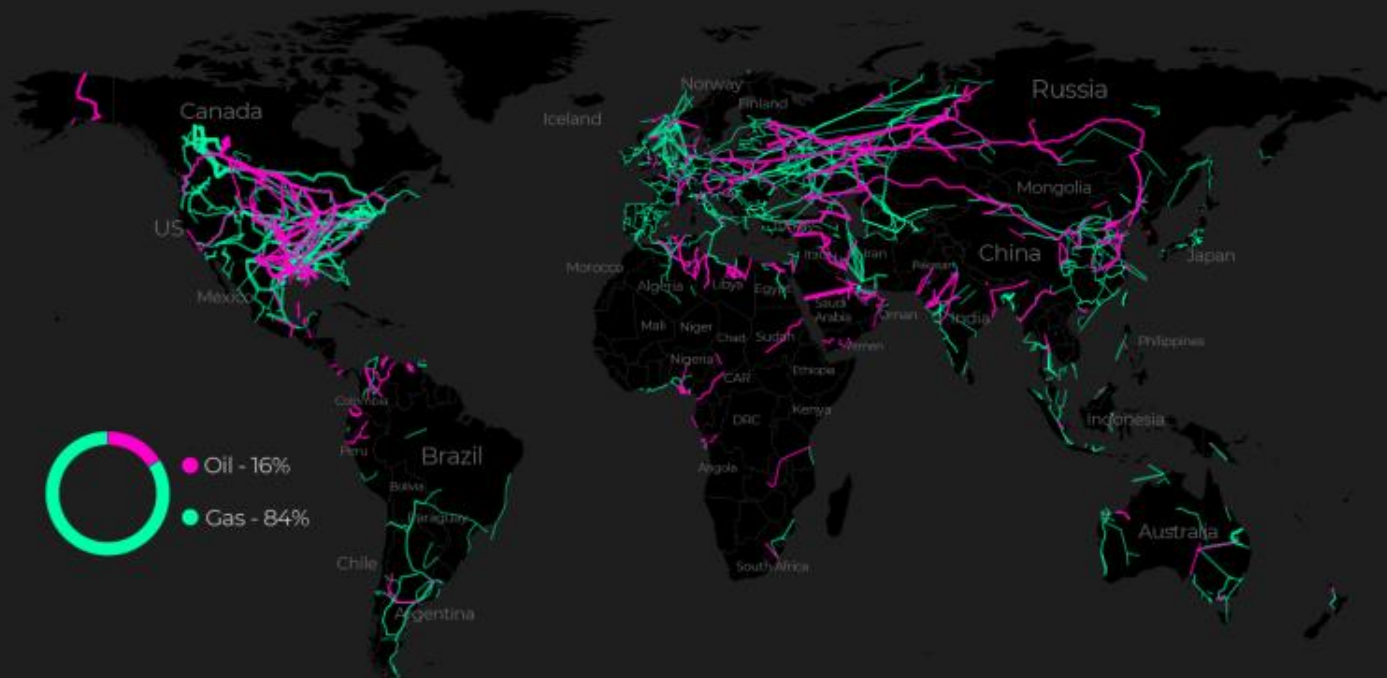 Norway
Russia
Canada
Finland
Iceland
Mongolia
US
China
Japan
Iraq
Iran
Pakistan
Morocco
Algeria
Libya
Egypt
Mexico
Saudi
Arabia
Oman
India
Mali
Niger
Chad
Sudan
Yemen
Philippines
Nigeria
CAR
Ethiopia
Colombia
Kenya
DRC
Indonesia
Peru
Brazil
Oil - 16%
Angola
Bolivia
Gas - 84%
Paraguay
Australia
Chile
South Africa
Argentina